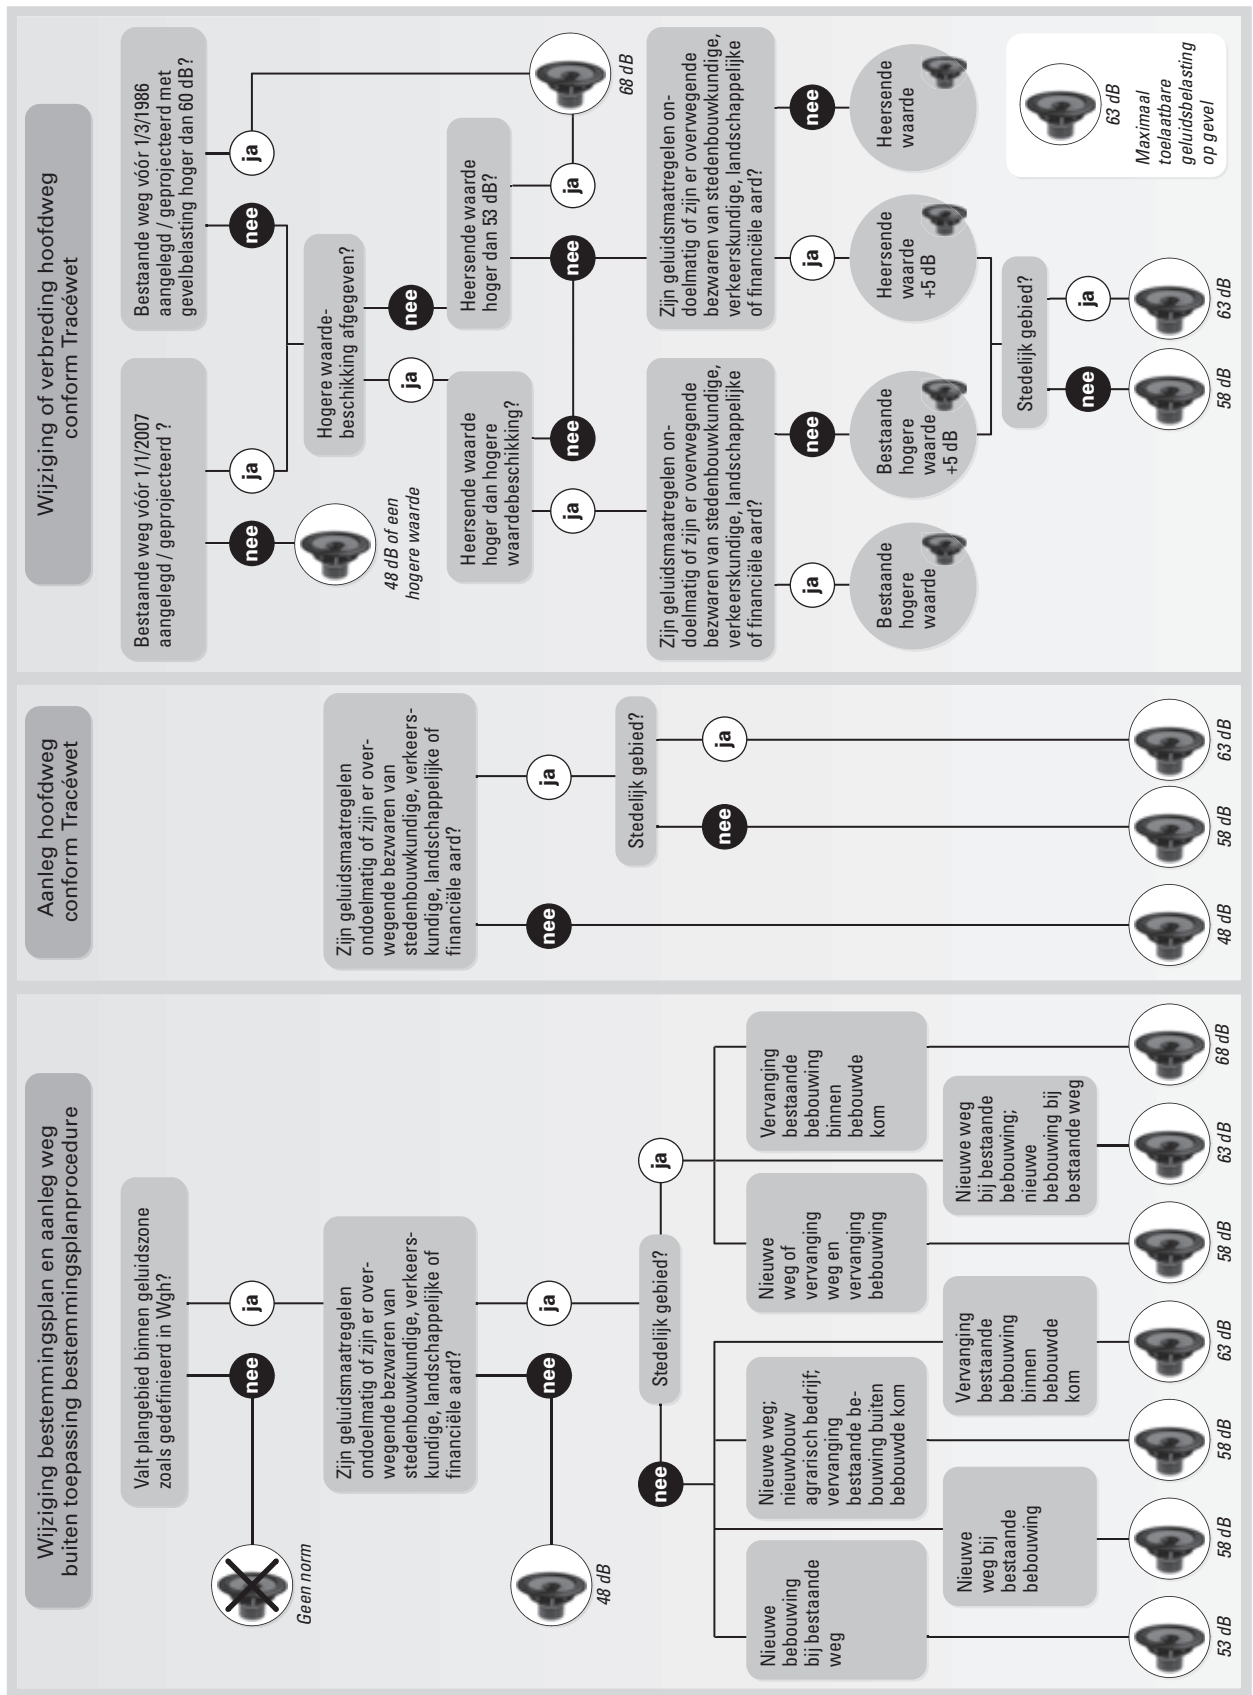 Wijziging bestemmingsplan en aanleg weg
buiten toepassing bestemmingsplanprocedure
Valt plangebied binnen geluidszone
zoals gedefinieerd in Wgh?
nee
ja
Geen norm
Zijn geluidsmaatregelen
ondoelmatig of zijn er over-
wegende bezwaren van
stedenbouwkundige, verkeers-
kundige, landschappelijke of
financiële aard?
nee
ja
48 dB
Stedelijk gebied?
nee
ja
Nieuwe
bebouwing
bij bestaande
weg
Nieuwe weg;
nieuwbouw
agrarisch bedrijf;
vervanging
bestaande be-
bouwing buiten
bebouwde kom
Nieuwe
weg of
vervanging
weg en
vervanging
bebouwing
Vervanging
bestaande
bebouwing
binnen
bebouwde
kom
Nieuwe
weg bij
bestaande
bebouwing
Vervanging
bestaande
bebouwing
binnen
bebouwde
kom
Nieuwe weg
bij bestaande
bebouwing;
nieuwe
bebouwing bij
bestaande weg
53 dB
58 dB
58 dB
63 dB
58 dB
63 dB
68 dB
Aanleg hoofdweg
conform Tracéwet
Zijn geluidsmaatregelen
ondoelmatig of zijn er over-
wegende bezwaren van
stedenbouwkundige, verkeers-
kundige, landschappelijke of
financiële aard?
nee
ja
Stedelijk gebied?
nee
ja
48 dB
58 dB
63 dB
Wijziging of verbreding hoofdweg
conform Tracéwet
Bestaande weg vóór 1/1/2007
aangelegd / geprojecteerd ?
Bestaande weg vóór 1/3/1986
aangelegd / geprojecteerd met
gevelbelasting hoger dan 60 dB?
nee
ja
nee
ja
48 dB of een
hogere waarde
Hogere waarde-
beschikking afgegeven?
ja
nee
Heersende waarde
hoger dan hogere
waardebeschikking?
Heersende waarde
hoger dan 53 dB?
ja
nee
nee
ja
68 dB
Zijn geluidsmaatregelen on-
doelmatig of zijn er overwegende
bezwaren van stedenbouwkundige,
verkeerskundige, landschappelijke
of financiële aard?
Zijn geluidsmaatregelen on-
doelmatig of zijn er overwegende
bezwaren van stedenbouwkundige,
verkeerskundige, landschappelijke
of financiële aard?
ja
nee
ja
nee
Bestaande
hogere
waarde
Bestaande
hogere
waarde
+5 dB
Heersende
waarde
+5 dB
Heersende
waarde
Stedelijk gebied?
nee
ja
58 dB
63 dB
63 dB
Maximaal
toelaatbare
geluidsbelasting
op gevel